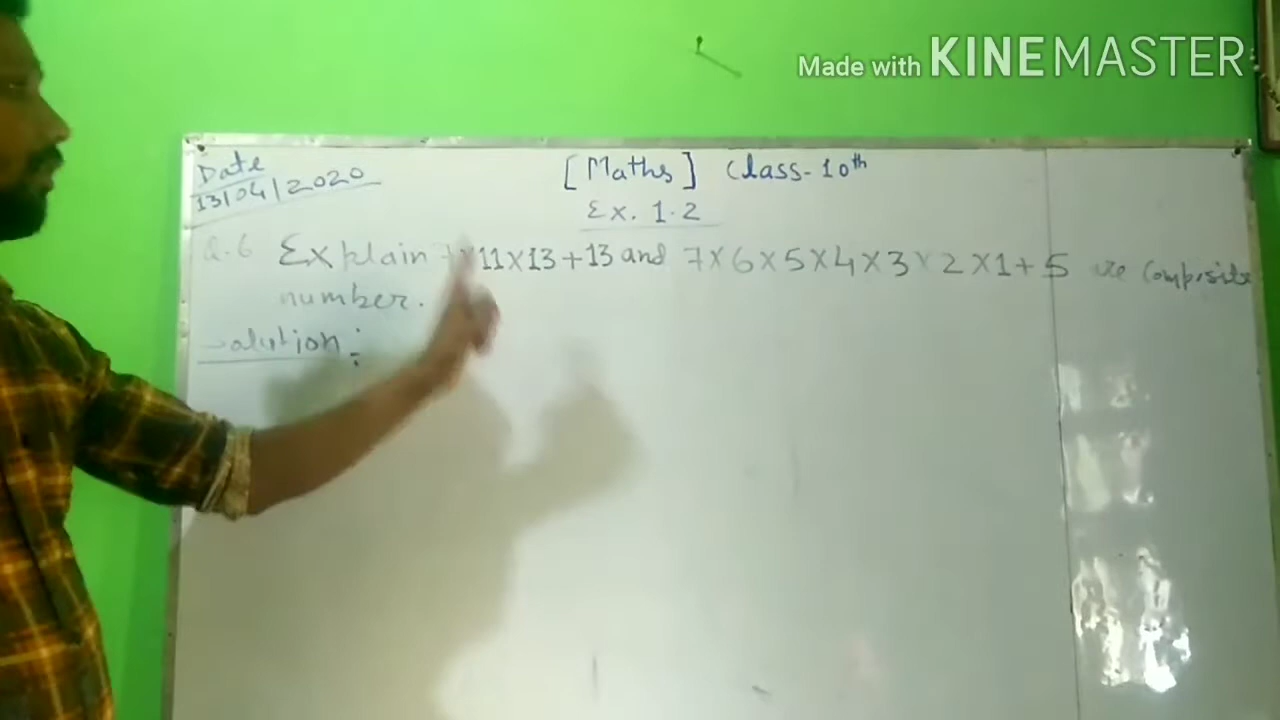 Made with KINEMASTER
Date
13/04/2020
[Maths] Class-10th
Ex. 1.2
Q.6 Explain 7×11×13+13 and 7×6×5×4×3×2×1+5 are Composite
number.
Solution: